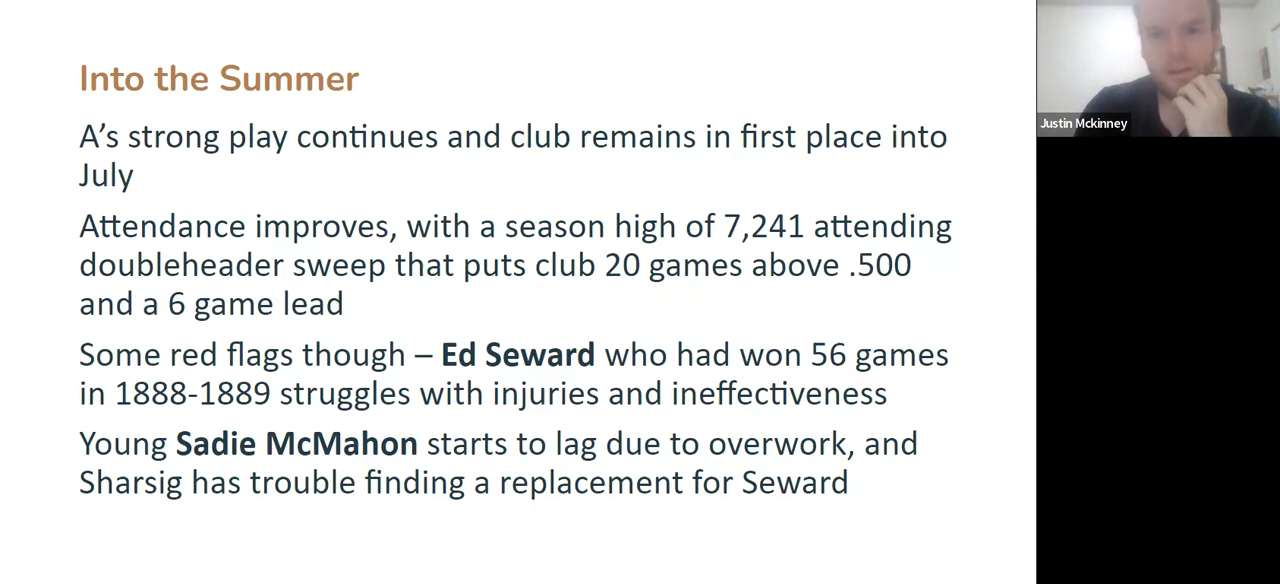 Into the Summer
A’s strong play continues and club remains in first place into
July
Attendance improves, with a season high of 7,241 attending
doubleheader sweep that puts club 20 games above .500
and a 6 game lead
Some red flags though – Ed Seward who had won 56 games
in 1888-1889 struggles with injuries and ineffectiveness
Young Sadie McMahon starts to lag due to overwork, and
Sharsig has trouble finding a replacement for Seward
Justin Mckinney